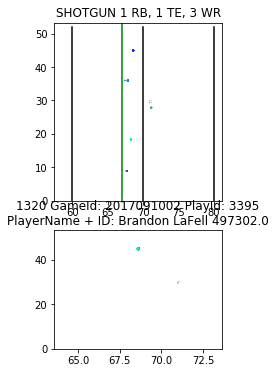 SHOTGUN 1 RB, 1 TE, 3 WR
50
40
30
20
10
0
60 65 70 75 80
1320 GameId: 2017091002 PlayId: 3395
PlayerName + ID: Brandon LaFell 497302.0
40
20
0
65.0 67.5 70.0 72.5